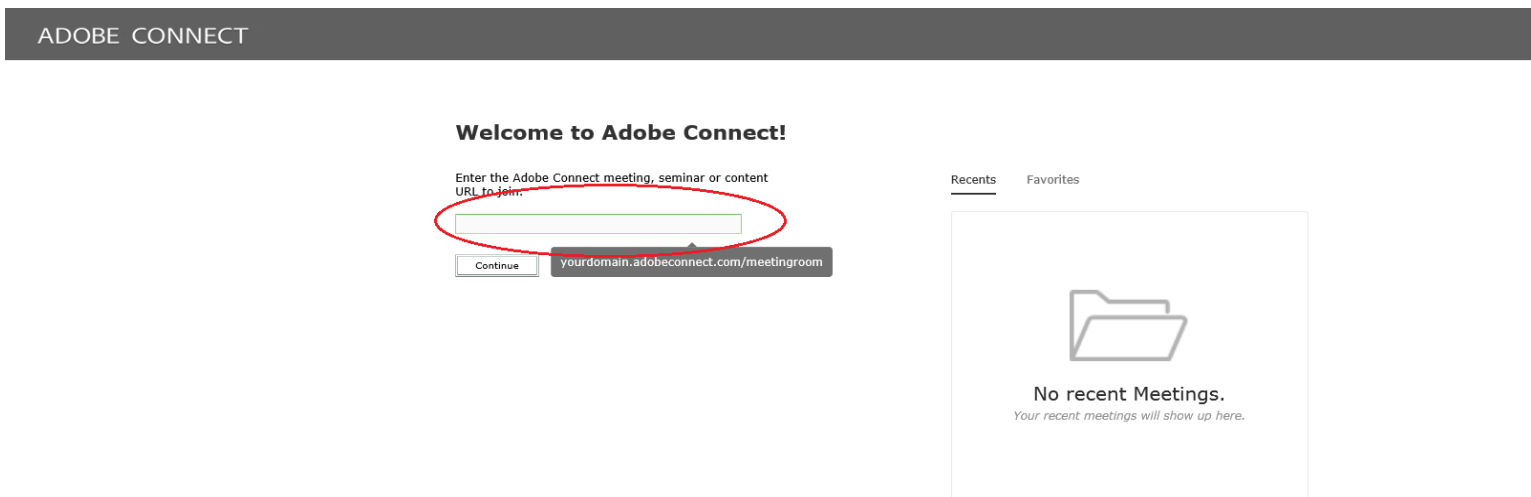 ADOBE CONNECT
Welcome to Adobe Connect!
Enter the Adobe Connect meeting, seminar or content
URL to join.
yourdomain.adobeconnect.com/meetingroom
Continue
Recents
Favorites
No recent Meetings.
Your recent meetings will show up here.